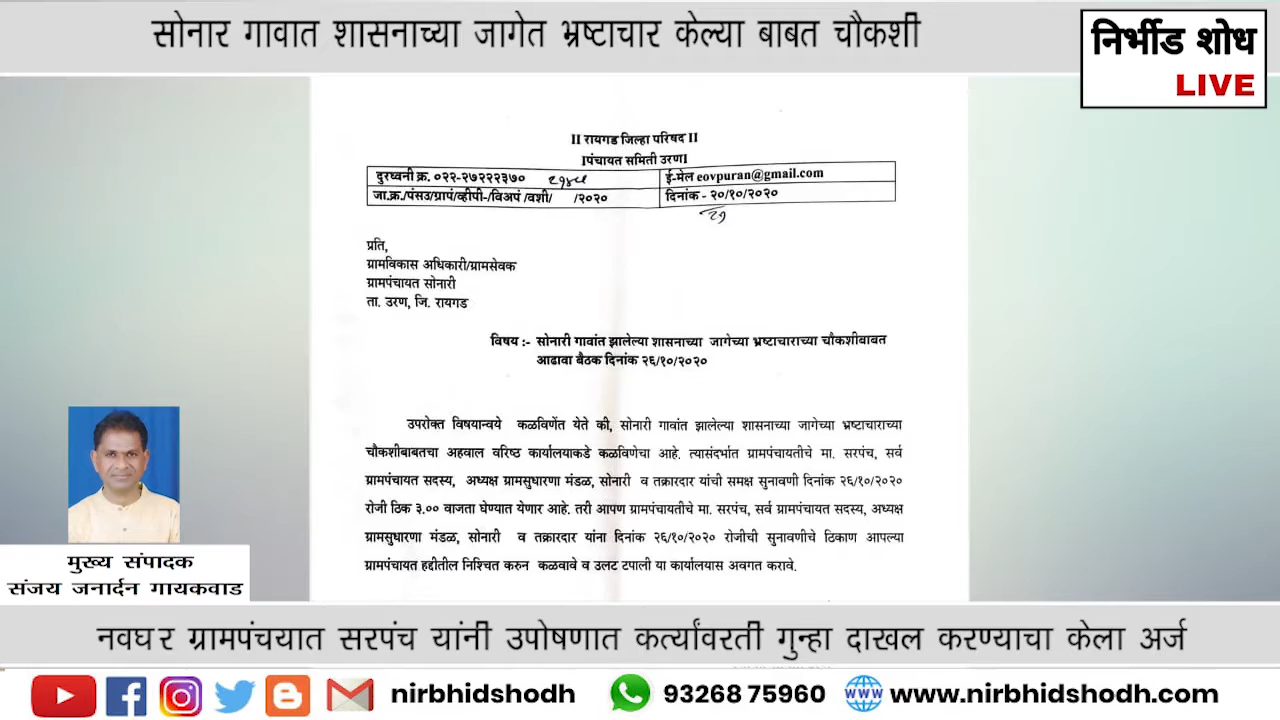 सोनार गावात शासनाच्या जागेत भ्रष्टाचार केल्या बाबत चौकशी
निर्भीड शोध
LIVE
II रायगड जिल्हा परिषद II
Iपंचायत समिती उरणI
दुरध्वनी क्र. ०२२-२७२२२३७०
ई-मेल eovpuran@gmail.com
जा.क्र./पंसउ/ग्रापं/व्हीपी-/विअपं /वशी/ /२०२०
दिनांक - २०/१०/२०२०
प्रति,
ग्रामविकास अधिकारी/ग्रामसेवक
ग्रामपंचायत सोनारी
ता. उरण, जि. रायगड
विषय :- सोनारी गावांत झालेल्या शासनाच्या जागेच्या भ्रष्टाचाराच्या चौकशीबाबत
आढावा बैठक दिनांक २६/१०/२०२०
उपरोक्त विषयान्वये कळविणेंत येते की, सोनारी गावांत झालेल्या शासनाच्या जागेच्या भ्रष्टाचाराच्या
चौकशीबाबतचा अहवाल वरिष्ठ कार्यालयाकडे कळविणेचा आहे. त्यासंदर्भात ग्रामपंचायतीचे मा. सरपंच, सर्व
ग्रामपंचायत सदस्य, अध्यक्ष ग्रामसुधारणा मंडळ, सोनारी व तक्रारदार यांची समक्ष सुनावणी दिनांक २६/१०/२०२०
रोजी ठिक ३.०० वाजता घेण्यात येणार आहे. तरी आपण ग्रामपंचायतीचे मा. सरपंच, सर्व ग्रामपंचायत सदस्य, अध्यक्ष
ग्रामसुधारणा मंडळ, सोनारी व तक्रारदार यांना दिनांक २६/१०/२०२० रोजीची सुनावणीचे ठिकाण आपल्या
ग्रामपंचायत हद्दीतील निश्चित करुन कळवावे व उलट टपाली या कार्यालयास अवगत करावे.
मुख्य संपादक
संजय जनार्दन गायकवाड
नवघर ग्रामपंचयात सरपंच यांनी उपोषणात कर्त्यांवरती गुन्हा दाखल करण्याचा केला अर्ज
nirbhidshodh
9326875960
www.nirbhidshodh.com